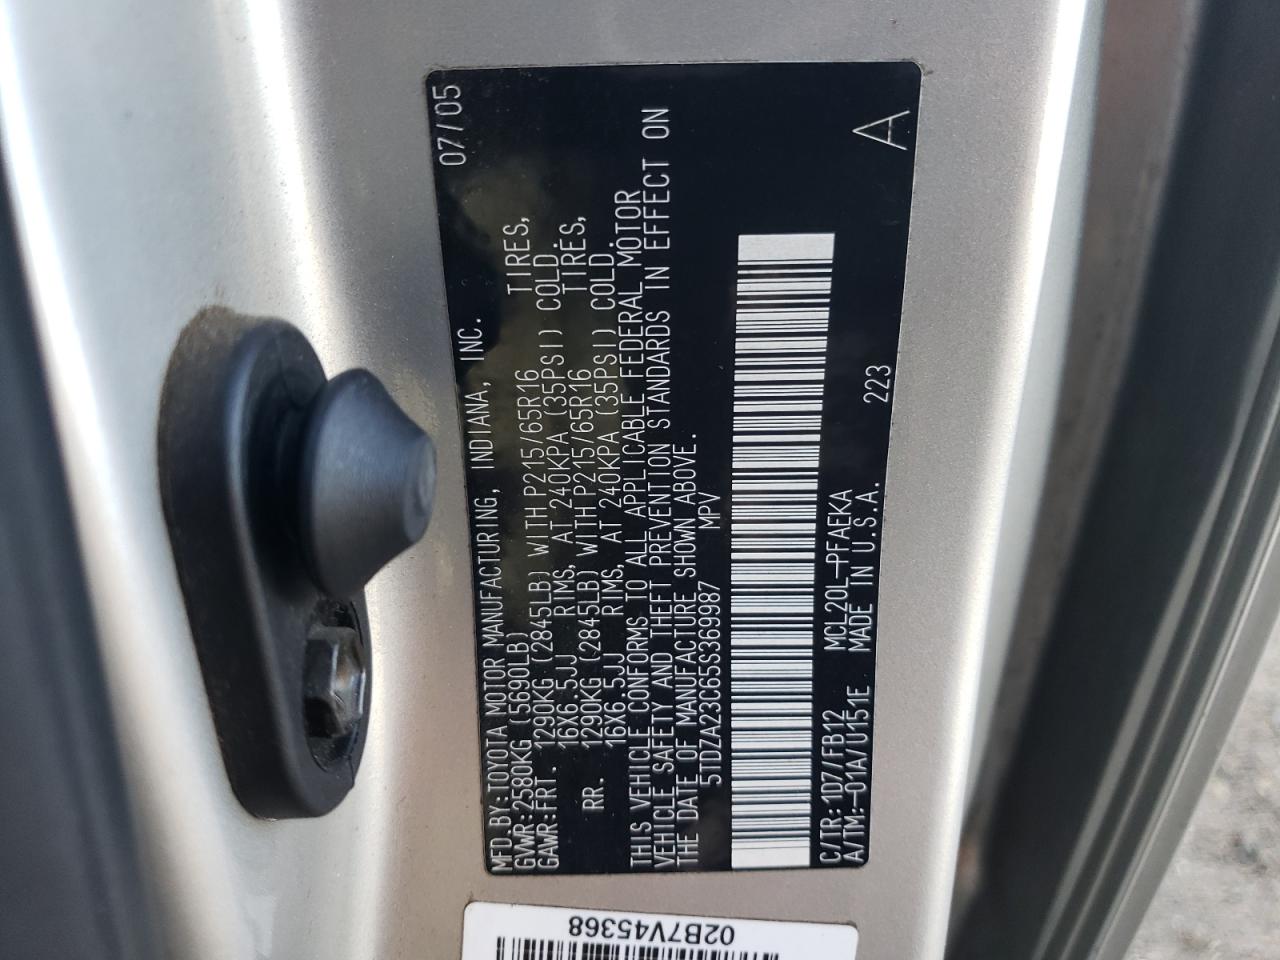 MFD.BY:TOYOTA MOTOR MANUFACTURING, INDIANA, INC. 07/05
GVWR:2580KG (5690LB)
GAWR:FRT. 1290KG (2845LB) WITH P215/65R16 TIRES,
16X6.5JJ RIMS, AT 240KPA (35PSI) COLD.
RR. 1290KG (2845LB) WITH P215/65R16 TIRES,
16X6.5JJ RIMS, AT 240KPA (35PSI) COLD.
THIS VEHICLE CONFORMS TO ALL APPLICABLE FEDERAL MOTOR
VEHICLE SAFETY AND THEFT PREVENTION STANDARDS IN EFFECT ON
THE DATE OF MANUFACTURE SHOWN ABOVE.
5TDZA23C65S369987 MPV
C/TR:1D7/FB12 MCL20L-PFAEKA 223
A/TM:-01A/U151E MADE IN U.S.A. A
02B7V45368